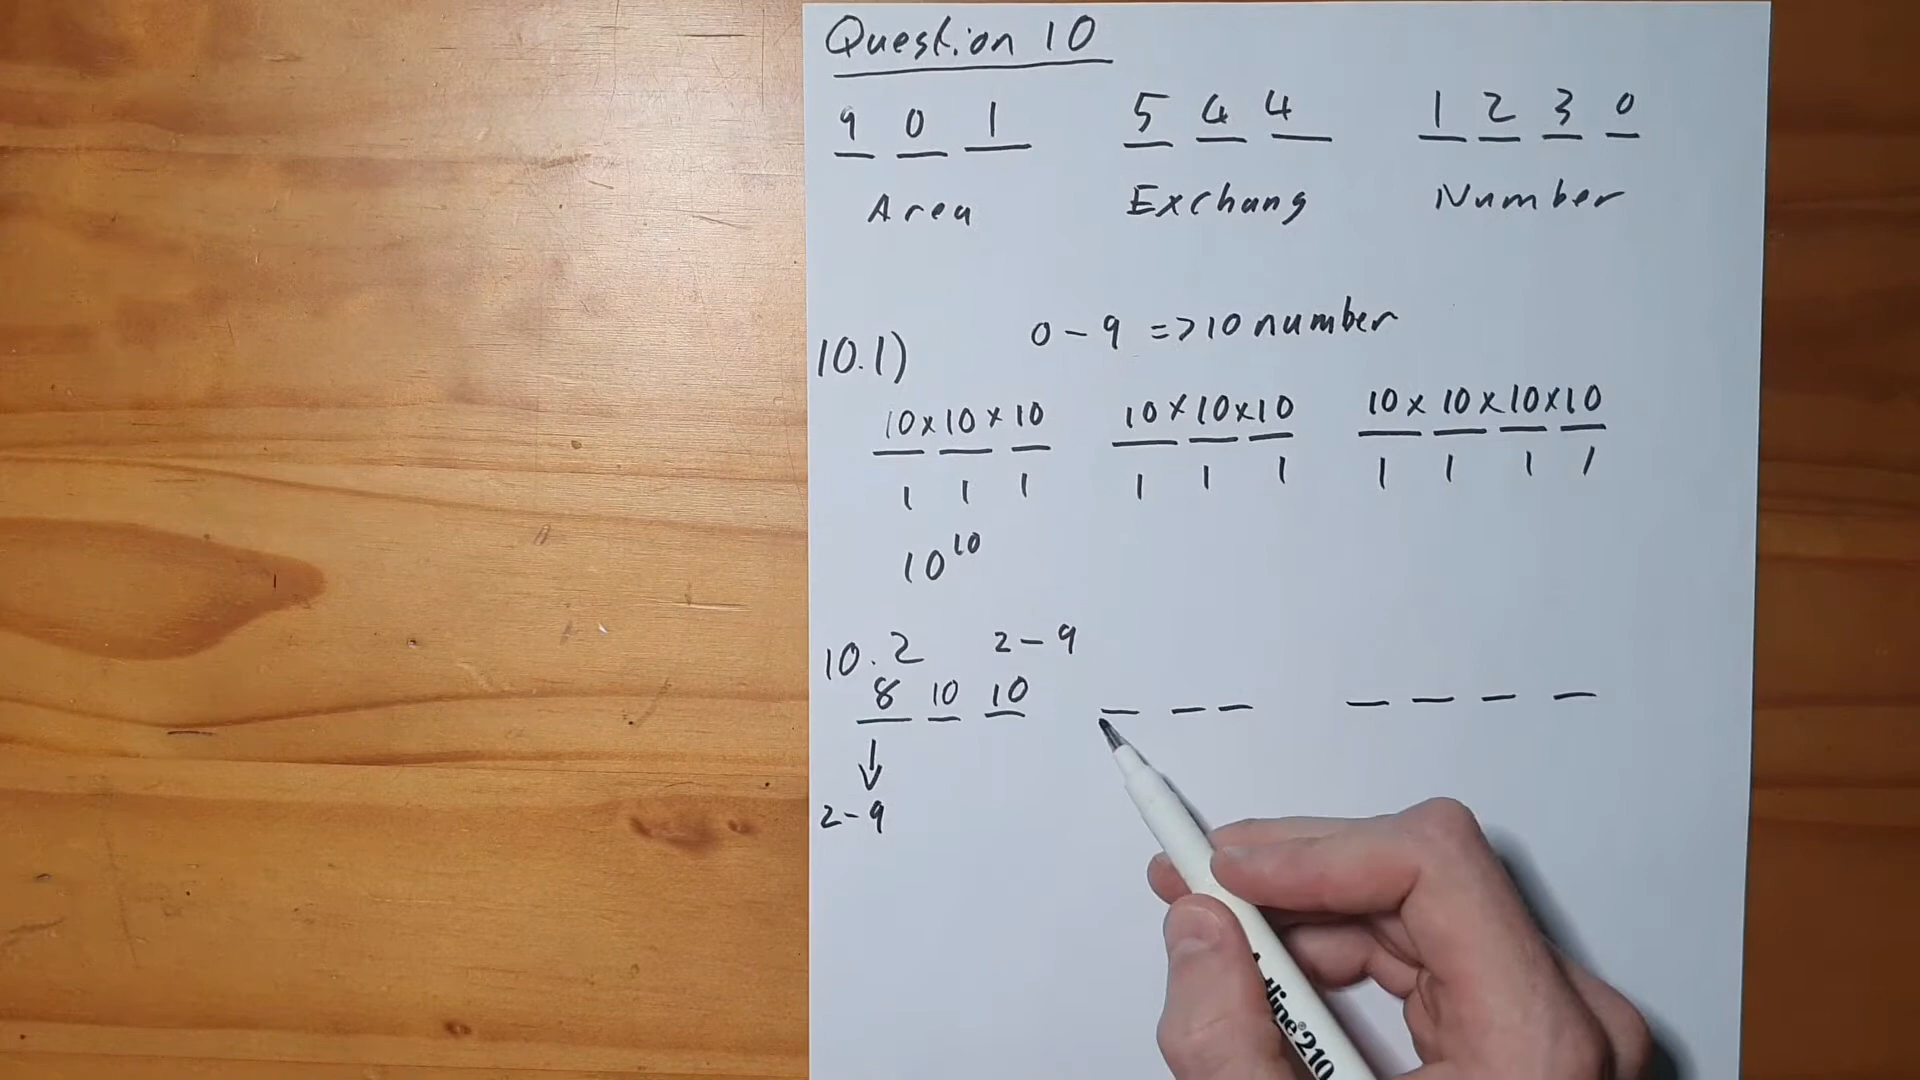 Question 10
9 0 1 5 4 4 1 2 3 0
Area Exchang Number
0 - 9 => 10 number
10.1)
10 x 10 x 10 10 x 10 x 10 10 x 10 x 10 x 10
1 1 1 1 1 1 1 1 1 1
10^10
10.2 2 - 9
8 10 10
2 - 9
Artline®210